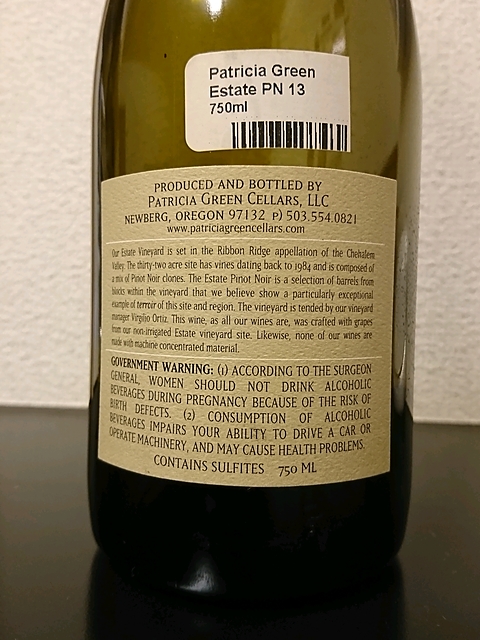 Patricia Green
Estate PN 13
750ml
PRODUCED AND BOTTLED BY
PATRICIA GREEN CELLARS, LLC
NEWBERG, OREGON 97132 P) 503.554.0821
www.patriciagreencellars.com
Our Estate Vineyard is set in the Ribbon Ridge appellation of the Chehalem
Valley. The thirty-two acre site has vines dating back to 1984 and is composed of
a mix of Pinot Noir clones. The Estate Pinot Noir is a selection of barrels from
blocks within the vineyard that we believe show a particularly exceptional
example of terroir of this site and region. The vineyard is tended by our vineyard
manager Virgilio Ortiz. This wine, as all our wines are, was crafted with grapes
from our non-irrigated Estate vineyard site. Likewise, none of our wines are
made with machine concentrated material.
GOVERNMENT WARNING: (1) ACCORDING TO THE SURGEON
GENERAL, WOMEN SHOULD NOT DRINK ALCOHOLIC
BEVERAGES DURING PREGNANCY BECAUSE OF THE RISK OF
BIRTH DEFECTS. (2) CONSUMPTION OF ALCOHOLIC
BEVERAGES IMPAIRS YOUR ABILITY TO DRIVE A CAR OR
OPERATE MACHINERY, AND MAY CAUSE HEALTH PROBLEMS.
CONTAINS SULFITES 750 ML